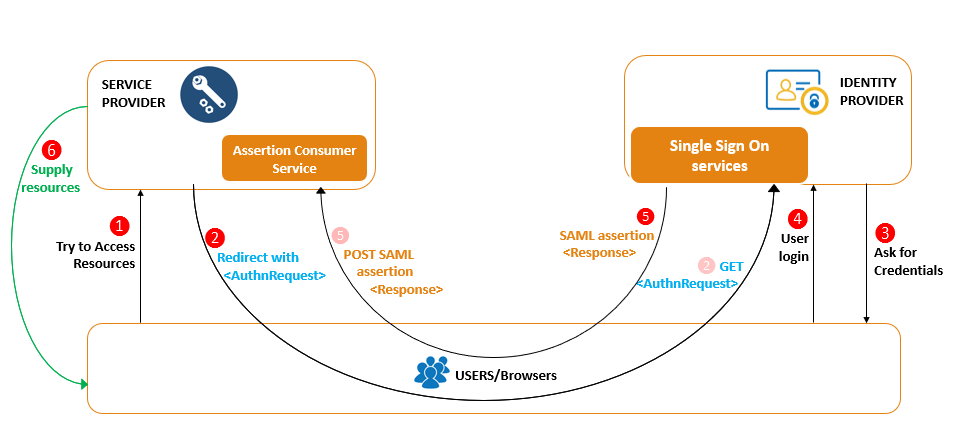 SERVICE
PROVIDER
Assertion Consumer
Service
IDENTITY
PROVIDER
Single Sign On
services
6
Supply
resources
1
Try to Access
Resources
2
Redirect with
<AuthnRequest>
5
POST SAML
assertion
<Response>
5
SAML assertion
<Response>
2 GET
<AuthnRequest>
4
User
login
3
Ask for
Credentials
USERS/Browsers